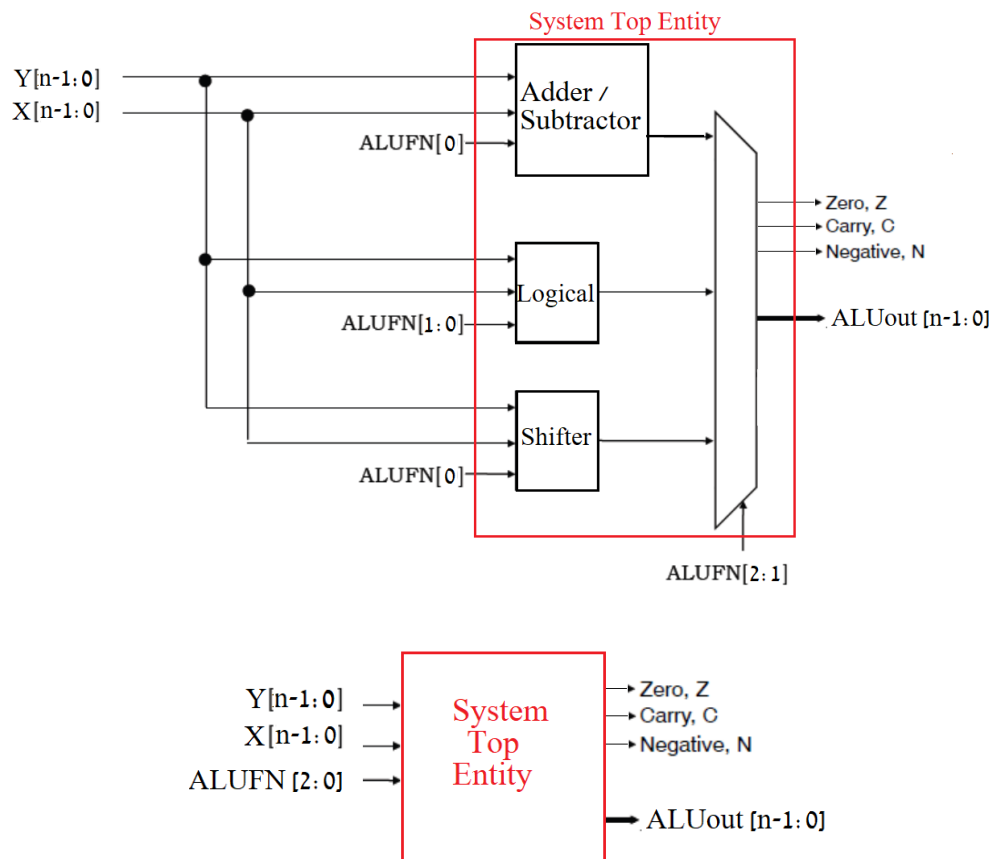 System Top Entity
Y[n-1:0]
X[n-1:0]
Adder /
Subtractor
ALUFN[0]
Zero, Z
Carry, C
Negative, N
Logical
ALUFN[1:0]
ALUout [n-1:0]
Shifter
ALUFN[0]
ALUFN[2:1]
Y[n-1:0]
X[n-1:0]
ALUFN [2:0]
System
Top
Entity
Zero, Z
Carry, C
Negative, N
ALUout [n-1:0]